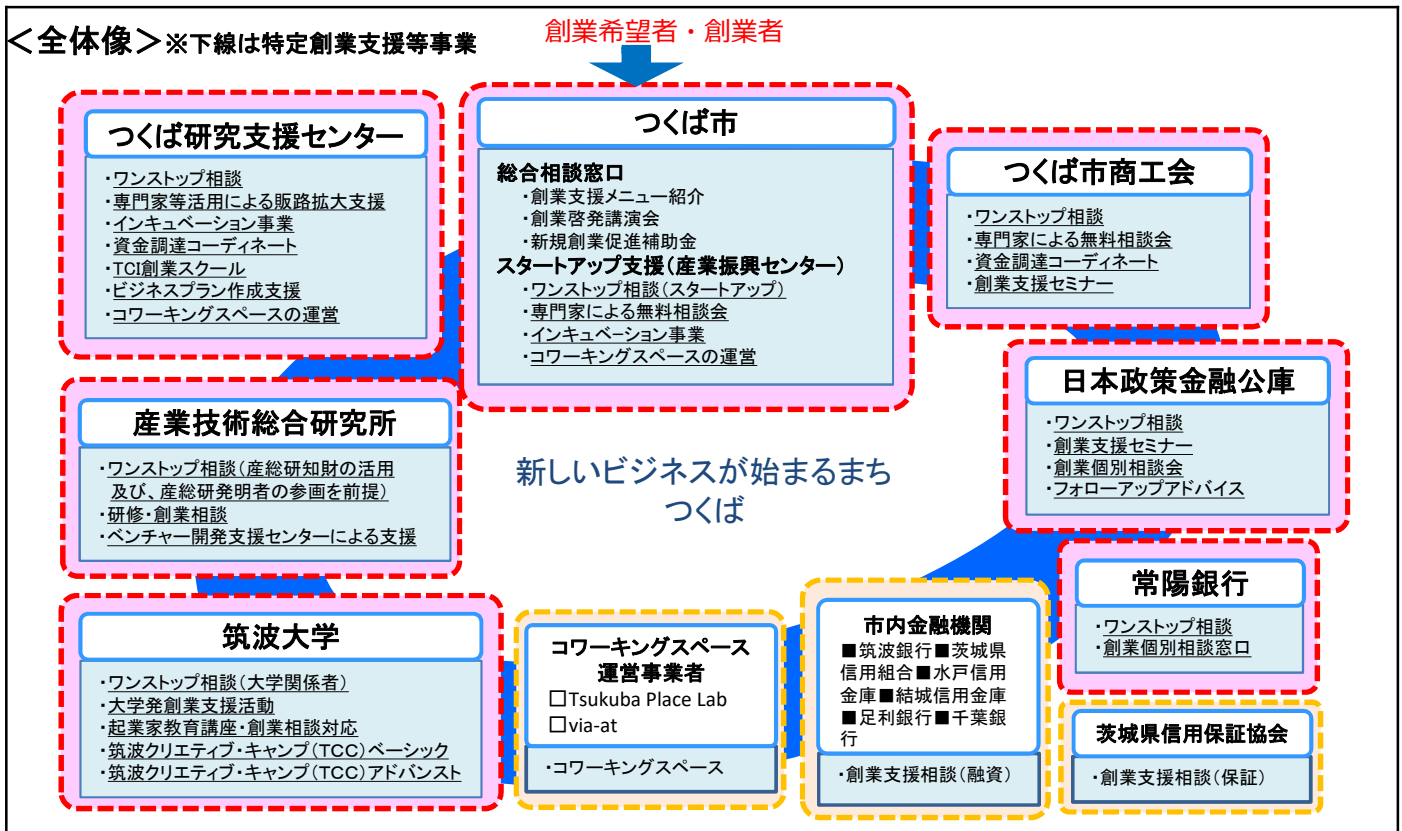 ＜全体像＞※下線は特定創業支援等事業
創業希望者・創業者
つくば研究支援センター
・ワンストップ相談
・専門家等活用による販路拡大支援
・インキュベーション事業
・資金調達コーディネート
・TCI創業スクール
・ビジネスプラン作成支援
・コワーキングスペースの運営
つくば市
総合相談窓口
・創業支援メニュー紹介
・創業啓発講演会
・新規創業促進補助金
スタートアップ支援(産業振興センター)
・ワンストップ相談(スタートアップ)
・専門家による無料相談会
・インキュベーション事業
・コワーキングスペースの運営
つくば市商工会
・ワンストップ相談
・専門家による無料相談会
・資金調達コーディネート
・創業支援セミナー
産業技術総合研究所
・ワンストップ相談(産総研知財の活用
及び、産総研発明者の参画を前提)
・研修・創業相談
・ベンチャー開発支援センターによる支援
新しいビジネスが始まるまち
つくば
日本政策金融公庫
・ワンストップ相談
・創業支援セミナー
・創業個別相談会
・フォローアップアドバイス
筑波大学
・ワンストップ相談(大学関係者)
・大学発創業支援活動
・起業家教育講座・創業相談対応
・筑波クリエティブ・キャンプ(TCC)ベーシック
・筑波クリエティブ・キャンプ(TCC)アドバンスト
コワーキングスペース
運営事業者
□Tsukuba Place Lab
□via-at
・コワーキングスペース
市内金融機関
■筑波銀行■茨城県
信用組合■水戸信用
金庫■結城信用金庫
■足利銀行■千葉銀
行
・創業支援相談(融資)
常陽銀行
・ワンストップ相談
・創業個別相談窓口
茨城県信用保証協会
・創業支援相談(保証)